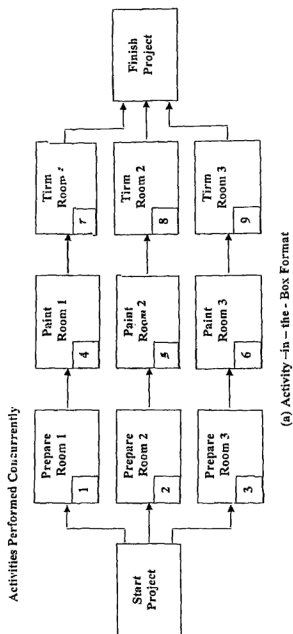 Activities Performed Concurrently
Start
Project
Prepare
Room 1
1
Paint
Room 1
4
Tirm
Room
7
Prepare
Room 2
2
Paint
Room 2
5
Tirm
Room 2
8
Prepare
Room 3
3
Paint
Room 3
6
Tirm
Room 3
9
Finish
Project
(a) Activity –in – the - Box Format